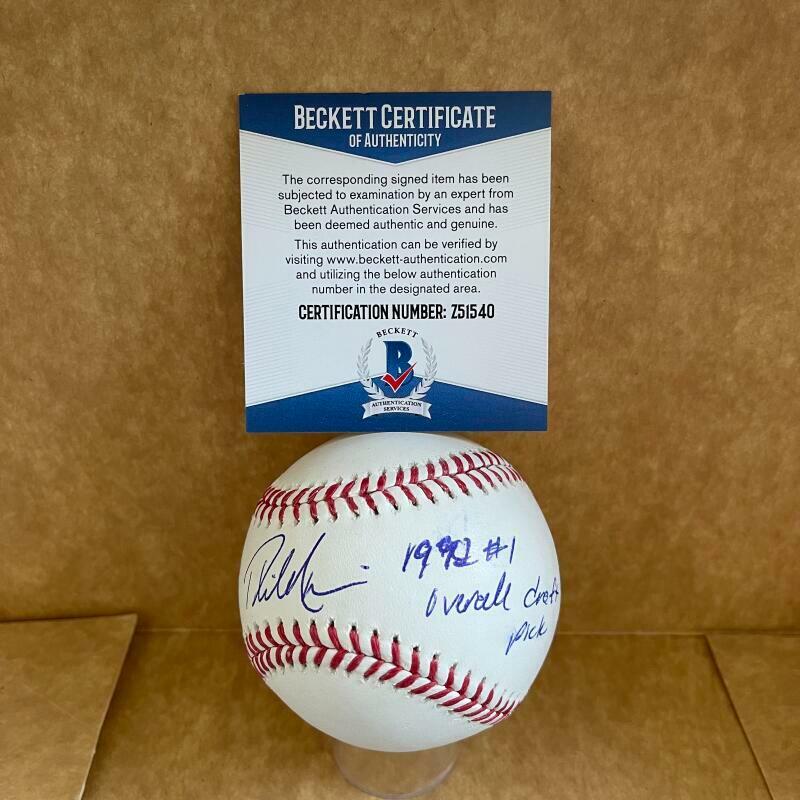 BECKETT CERTIFICATE
OF AUTHENTICITY
The corresponding signed item has been
subjected to examination by an expert from
Beckett Authentication Services and has
been deemed authentic and genuine.
This authentication can be verified by
visiting www.beckett-authentication.com
and utilizing the below authentication
number in the designated area.
CERTIFICATION NUMBER: Z51540
BECKETT
B
AUTHENTICATION
SERVICES
1992 #1
overall draft
pick